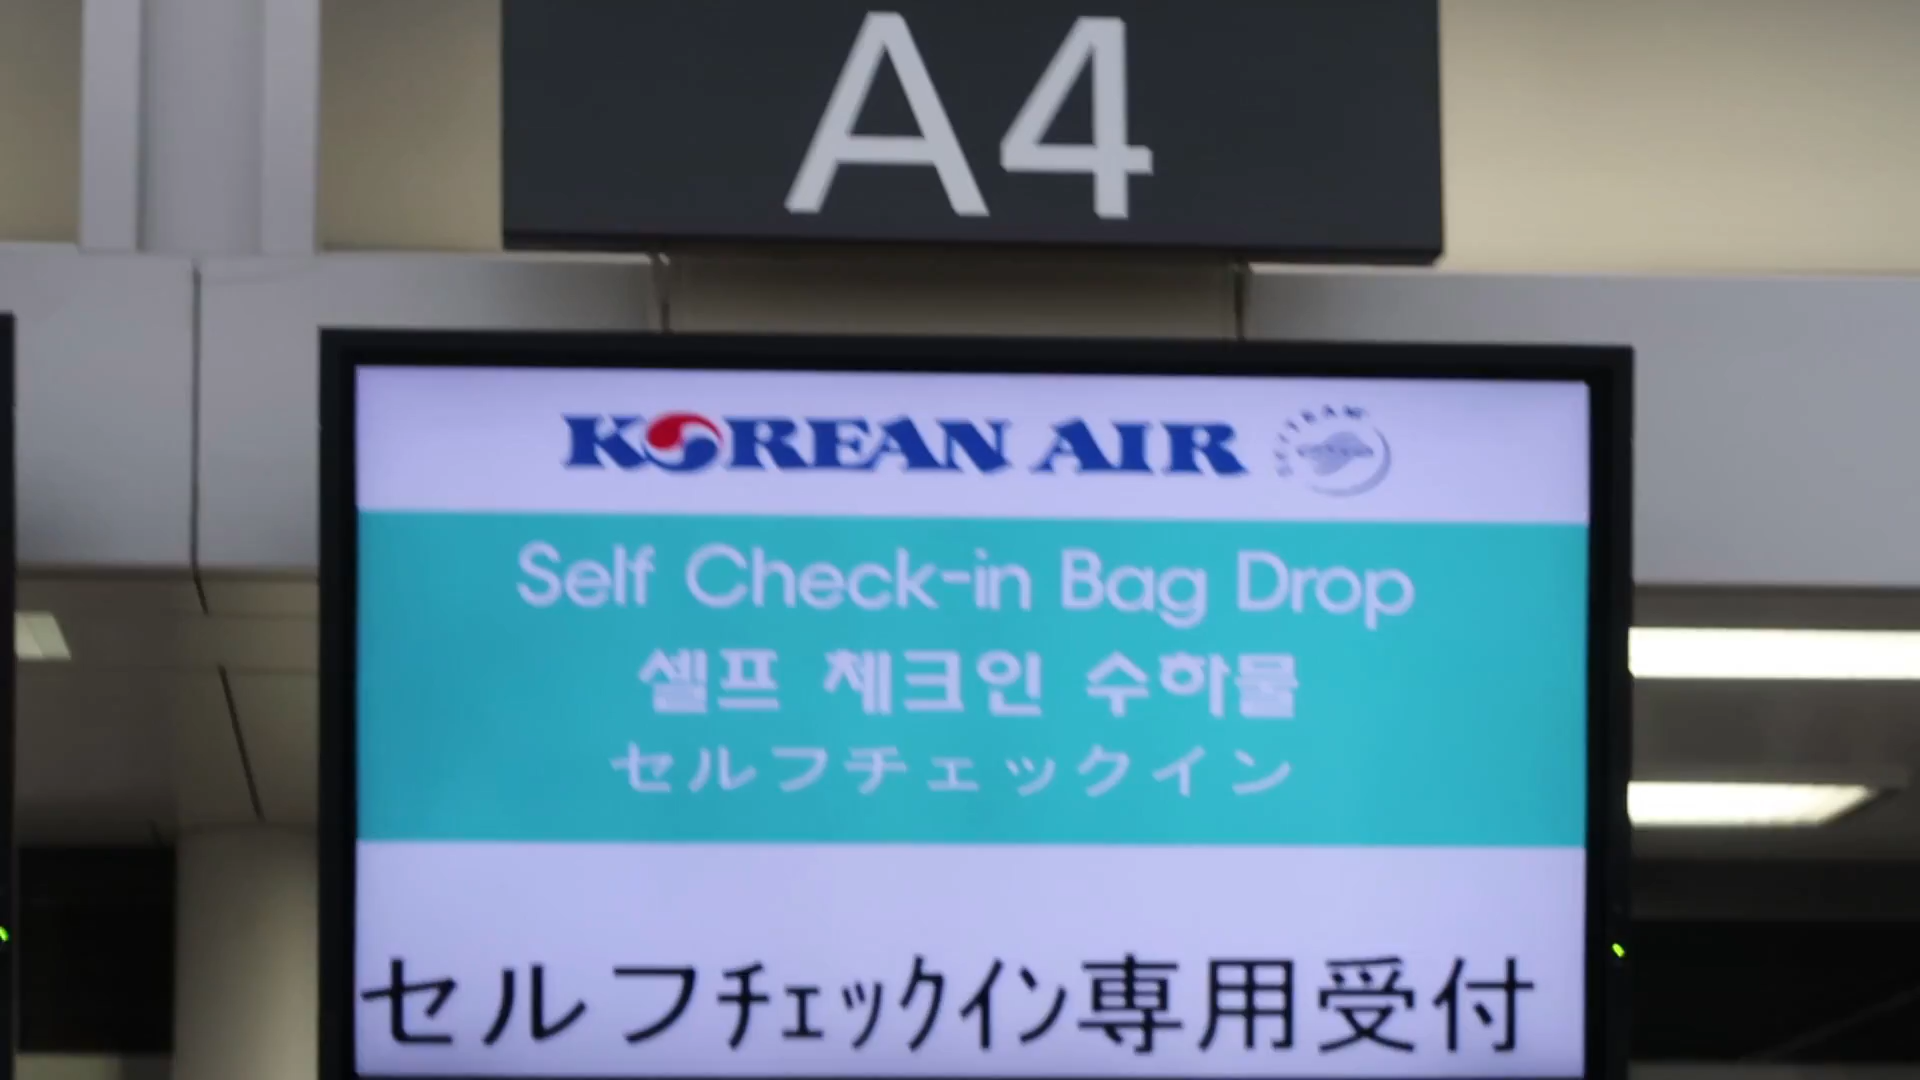 A4
KOREAN AIR
Self Check-in Bag Drop
셀프 체크인 수하물
セルフチェックイン
セルフチェックイン専用受付